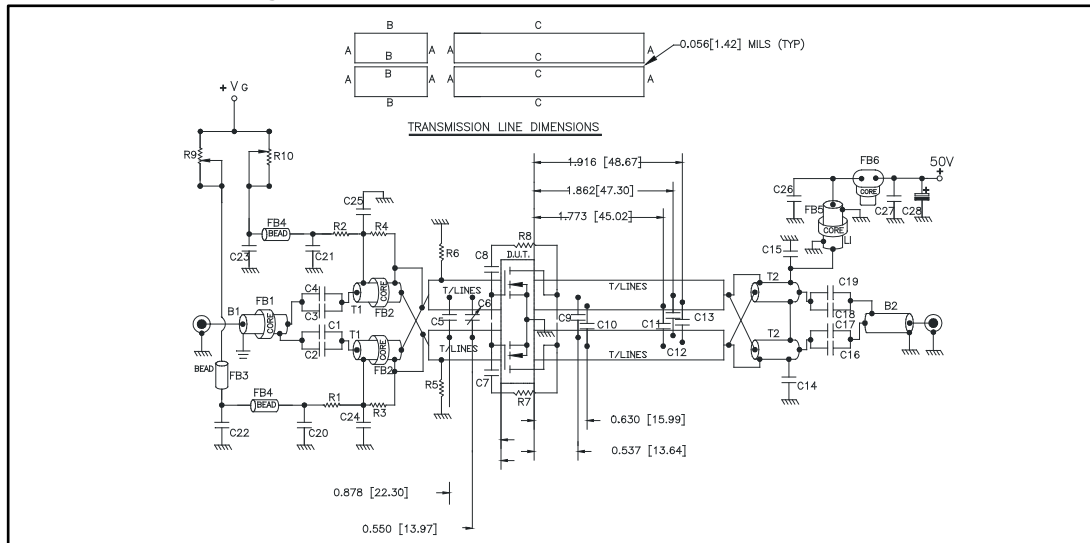 B
C
A
A
A
A
0.056[1.42] MILS (TYP)
B
C
B
C
A
A
A
A
B
C
TRANSMISSION LINE DIMENSIONS
+ VG
R9
R10
1.916 [48.67]
1.862[47.30]
1.773 [45.02]
FB6
50V
CORE
C26
C27
C28
+
FB5
CORE
LI
C15
C25
FB4
BEAD
R2
R4
C23
C21
R6
R8
C8
D.U.T.
T/LINES
T/LINES
C4
C3
T1
CORE
FB2
C6
C5
C9
C10
C11
C13
C12
T2
C19
C18
B1
FB1
CORE
C1
C2
T1
CORE
FB2
T/LINES
T/LINES
T2
C17
C16
B2
BEAD
FB3
C7
R5
R7
C14
FB4
BEAD
R1
R3
C22
C20
C24
0.630 [15.99]
0.537 [13.64]
0.878 [22.30]
0.550 [13.97]